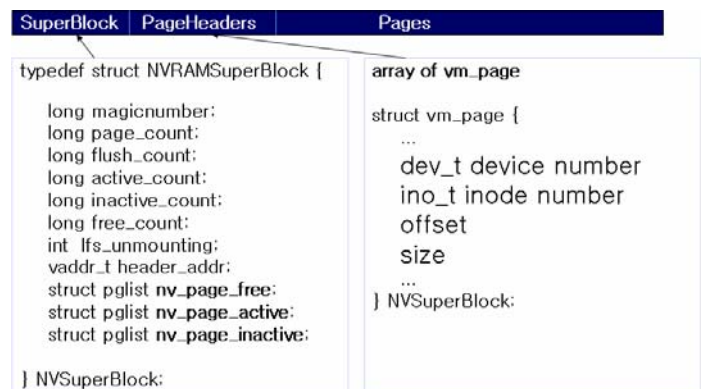 SuperBlock PageHeaders Pages
typedef struct NVRAMSuperBlock {
long magicnumber;
long page_count;
long flush_count;
long active_count;
long inactive_count;
long free_count;
int lfs_unmounting;
vaddr_t header_addr;
struct pglist nv_page_free;
struct pglist nv_page_active;
struct pglist nv_page_inactive;
} NVSuperBlock;
array of vm_page
struct vm_page {
...
dev_t device number
ino_t inode number
offset
size
...
} NVSuperBlock;